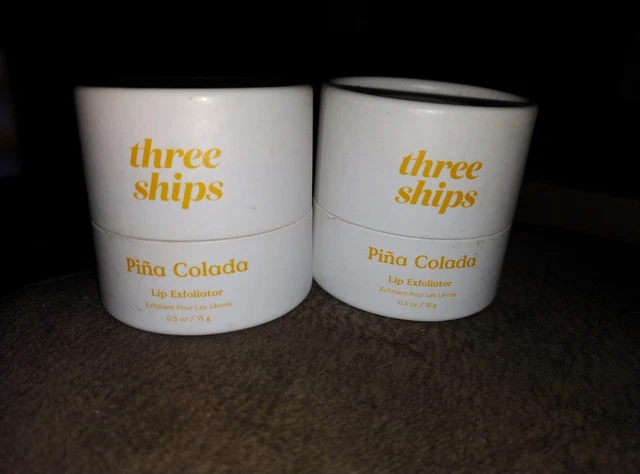 three
ships
Piña Colada
Lip Exfoliator
Exfoliant Pour Les Lèvres
0.5 oz / 15 g
three
ships
Piña Colada
Lip Exfoliator
Exfoliant Pour Les Lèvres
0.5 oz / 15 g